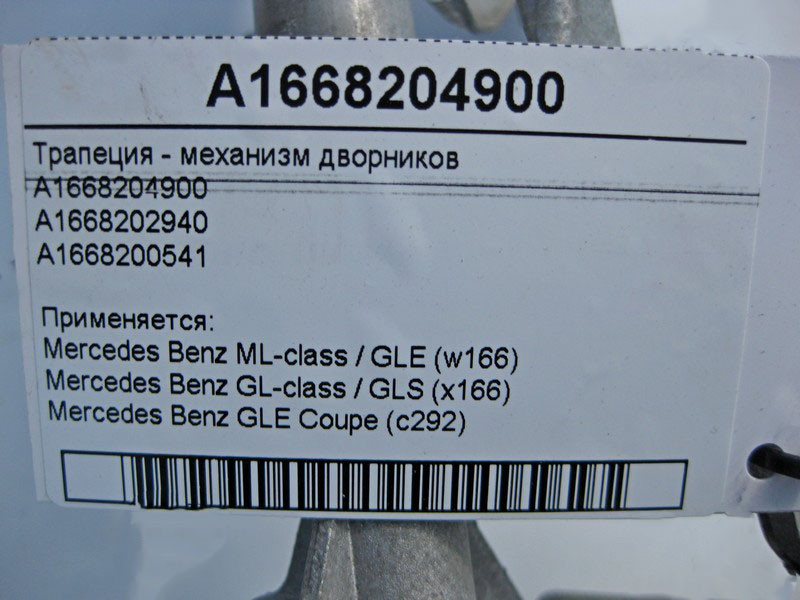 A1668204900
Трапеция - механизм дворников
A1668204900
A1668202940
A1668200541
Применяется:
Mercedes Benz ML-class / GLE (w166)
Mercedes Benz GL-class / GLS (x166)
Mercedes Benz GLE Coupe (c292)